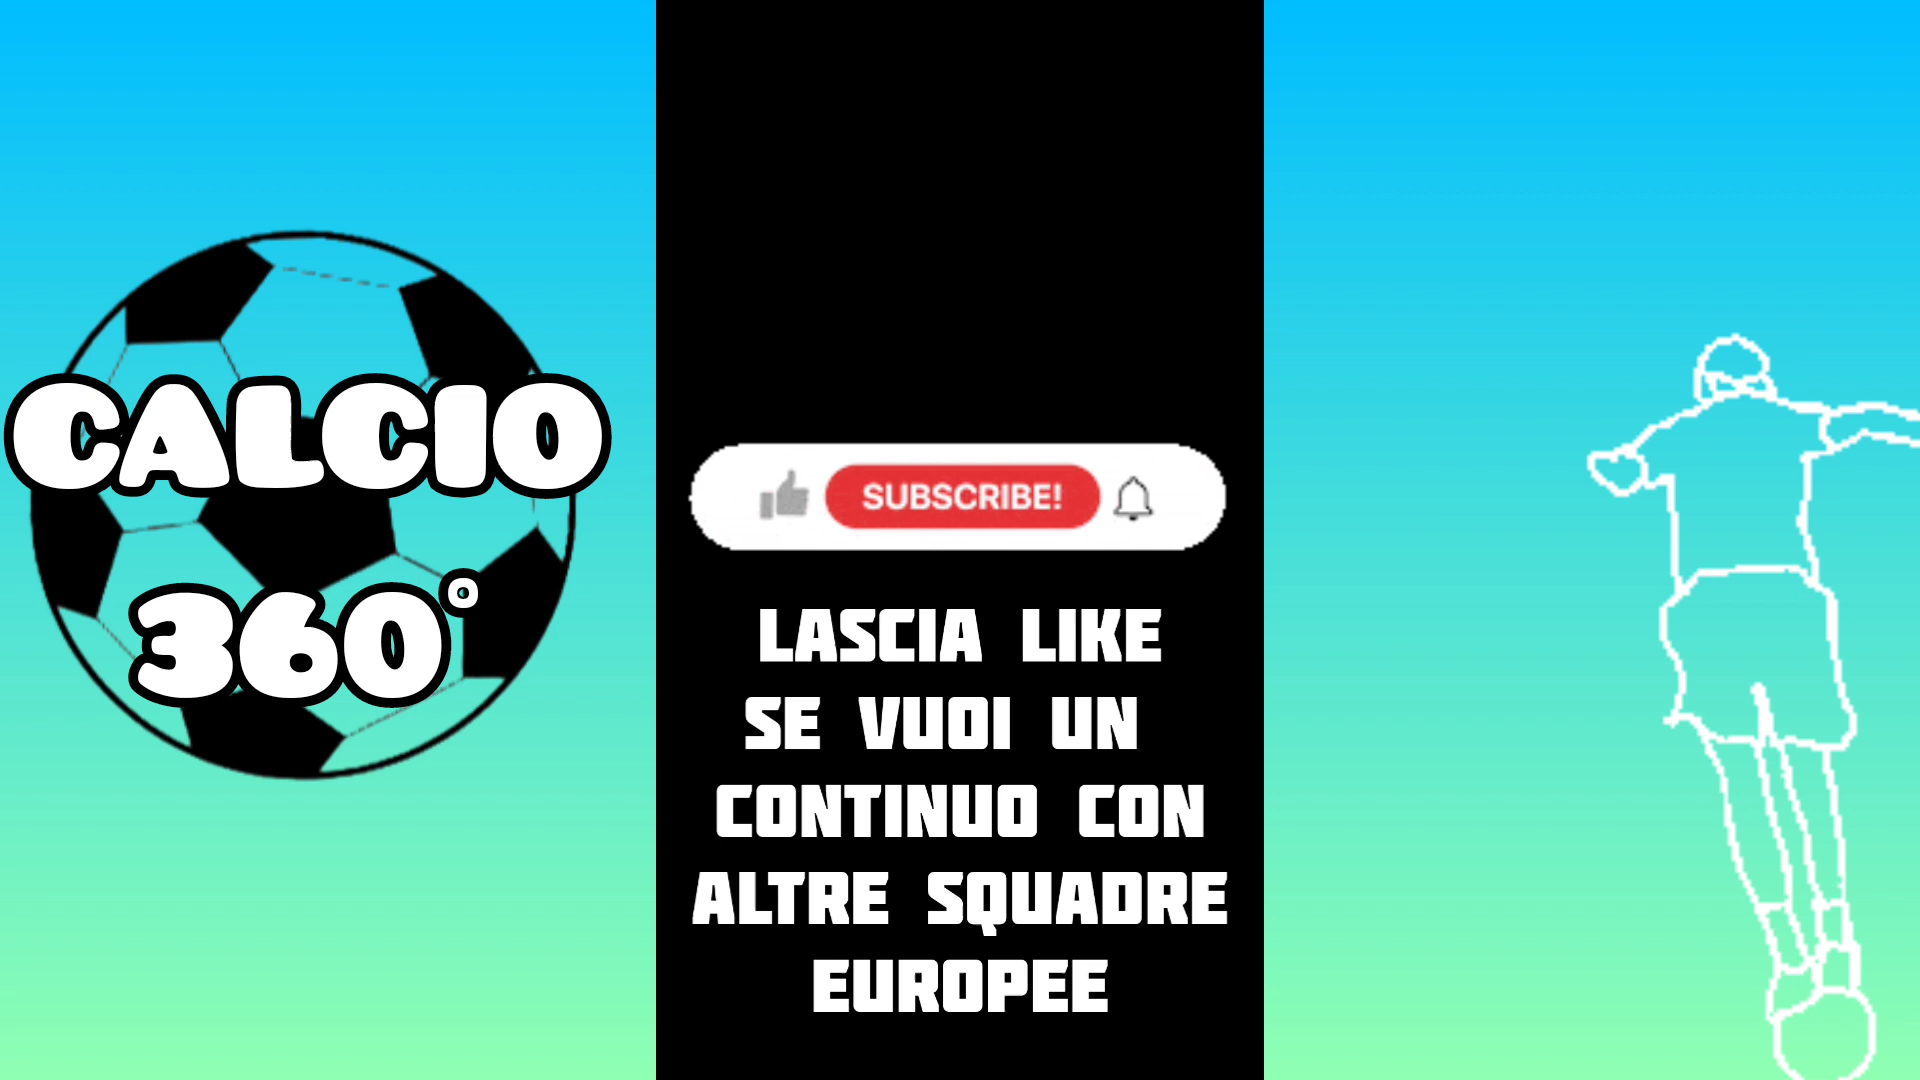 CALCIO
360°
SUBSCRIBE!
LASCIA LIKE
SE VUOI UN
CONTINUO CON
ALTRE SQUADRE
EUROPEE